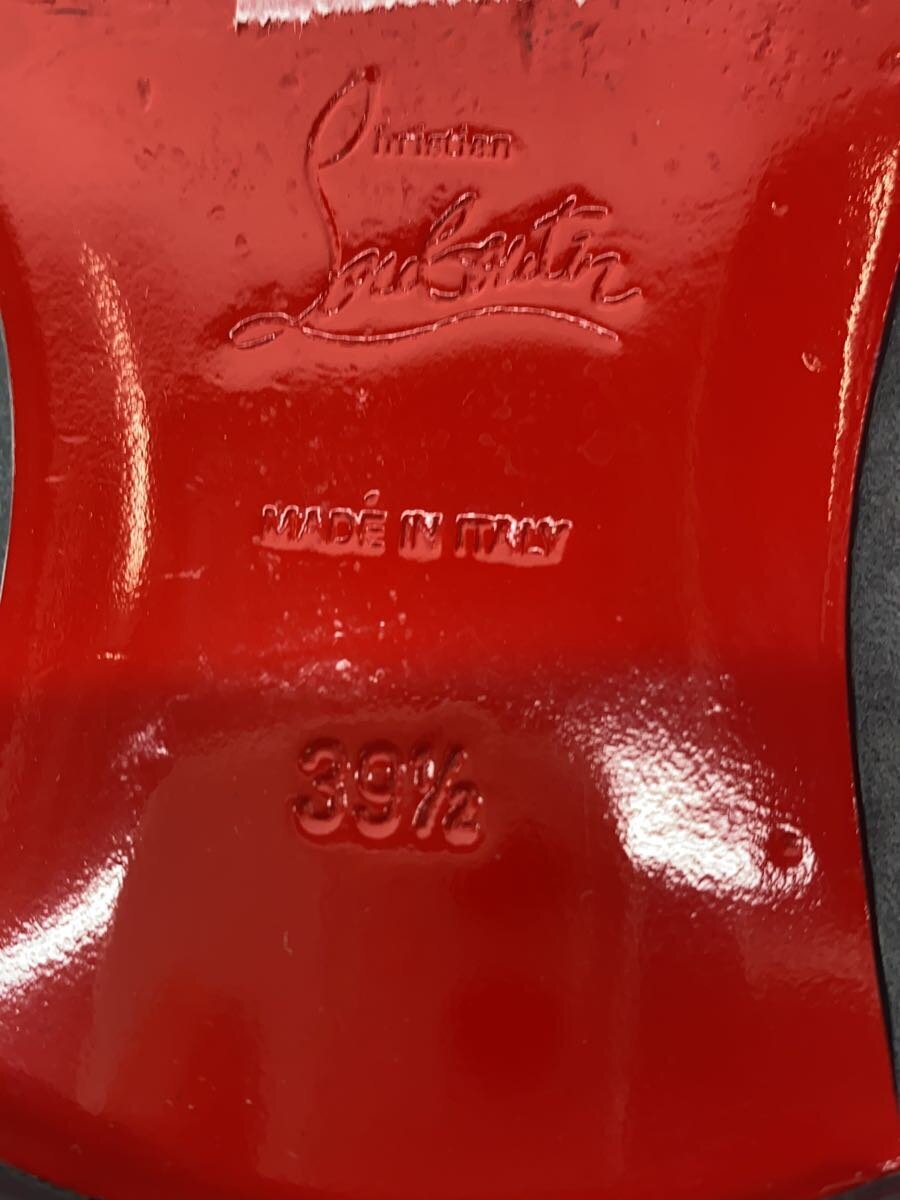 Christian
Louboutin
MADE IN ITALY
39½